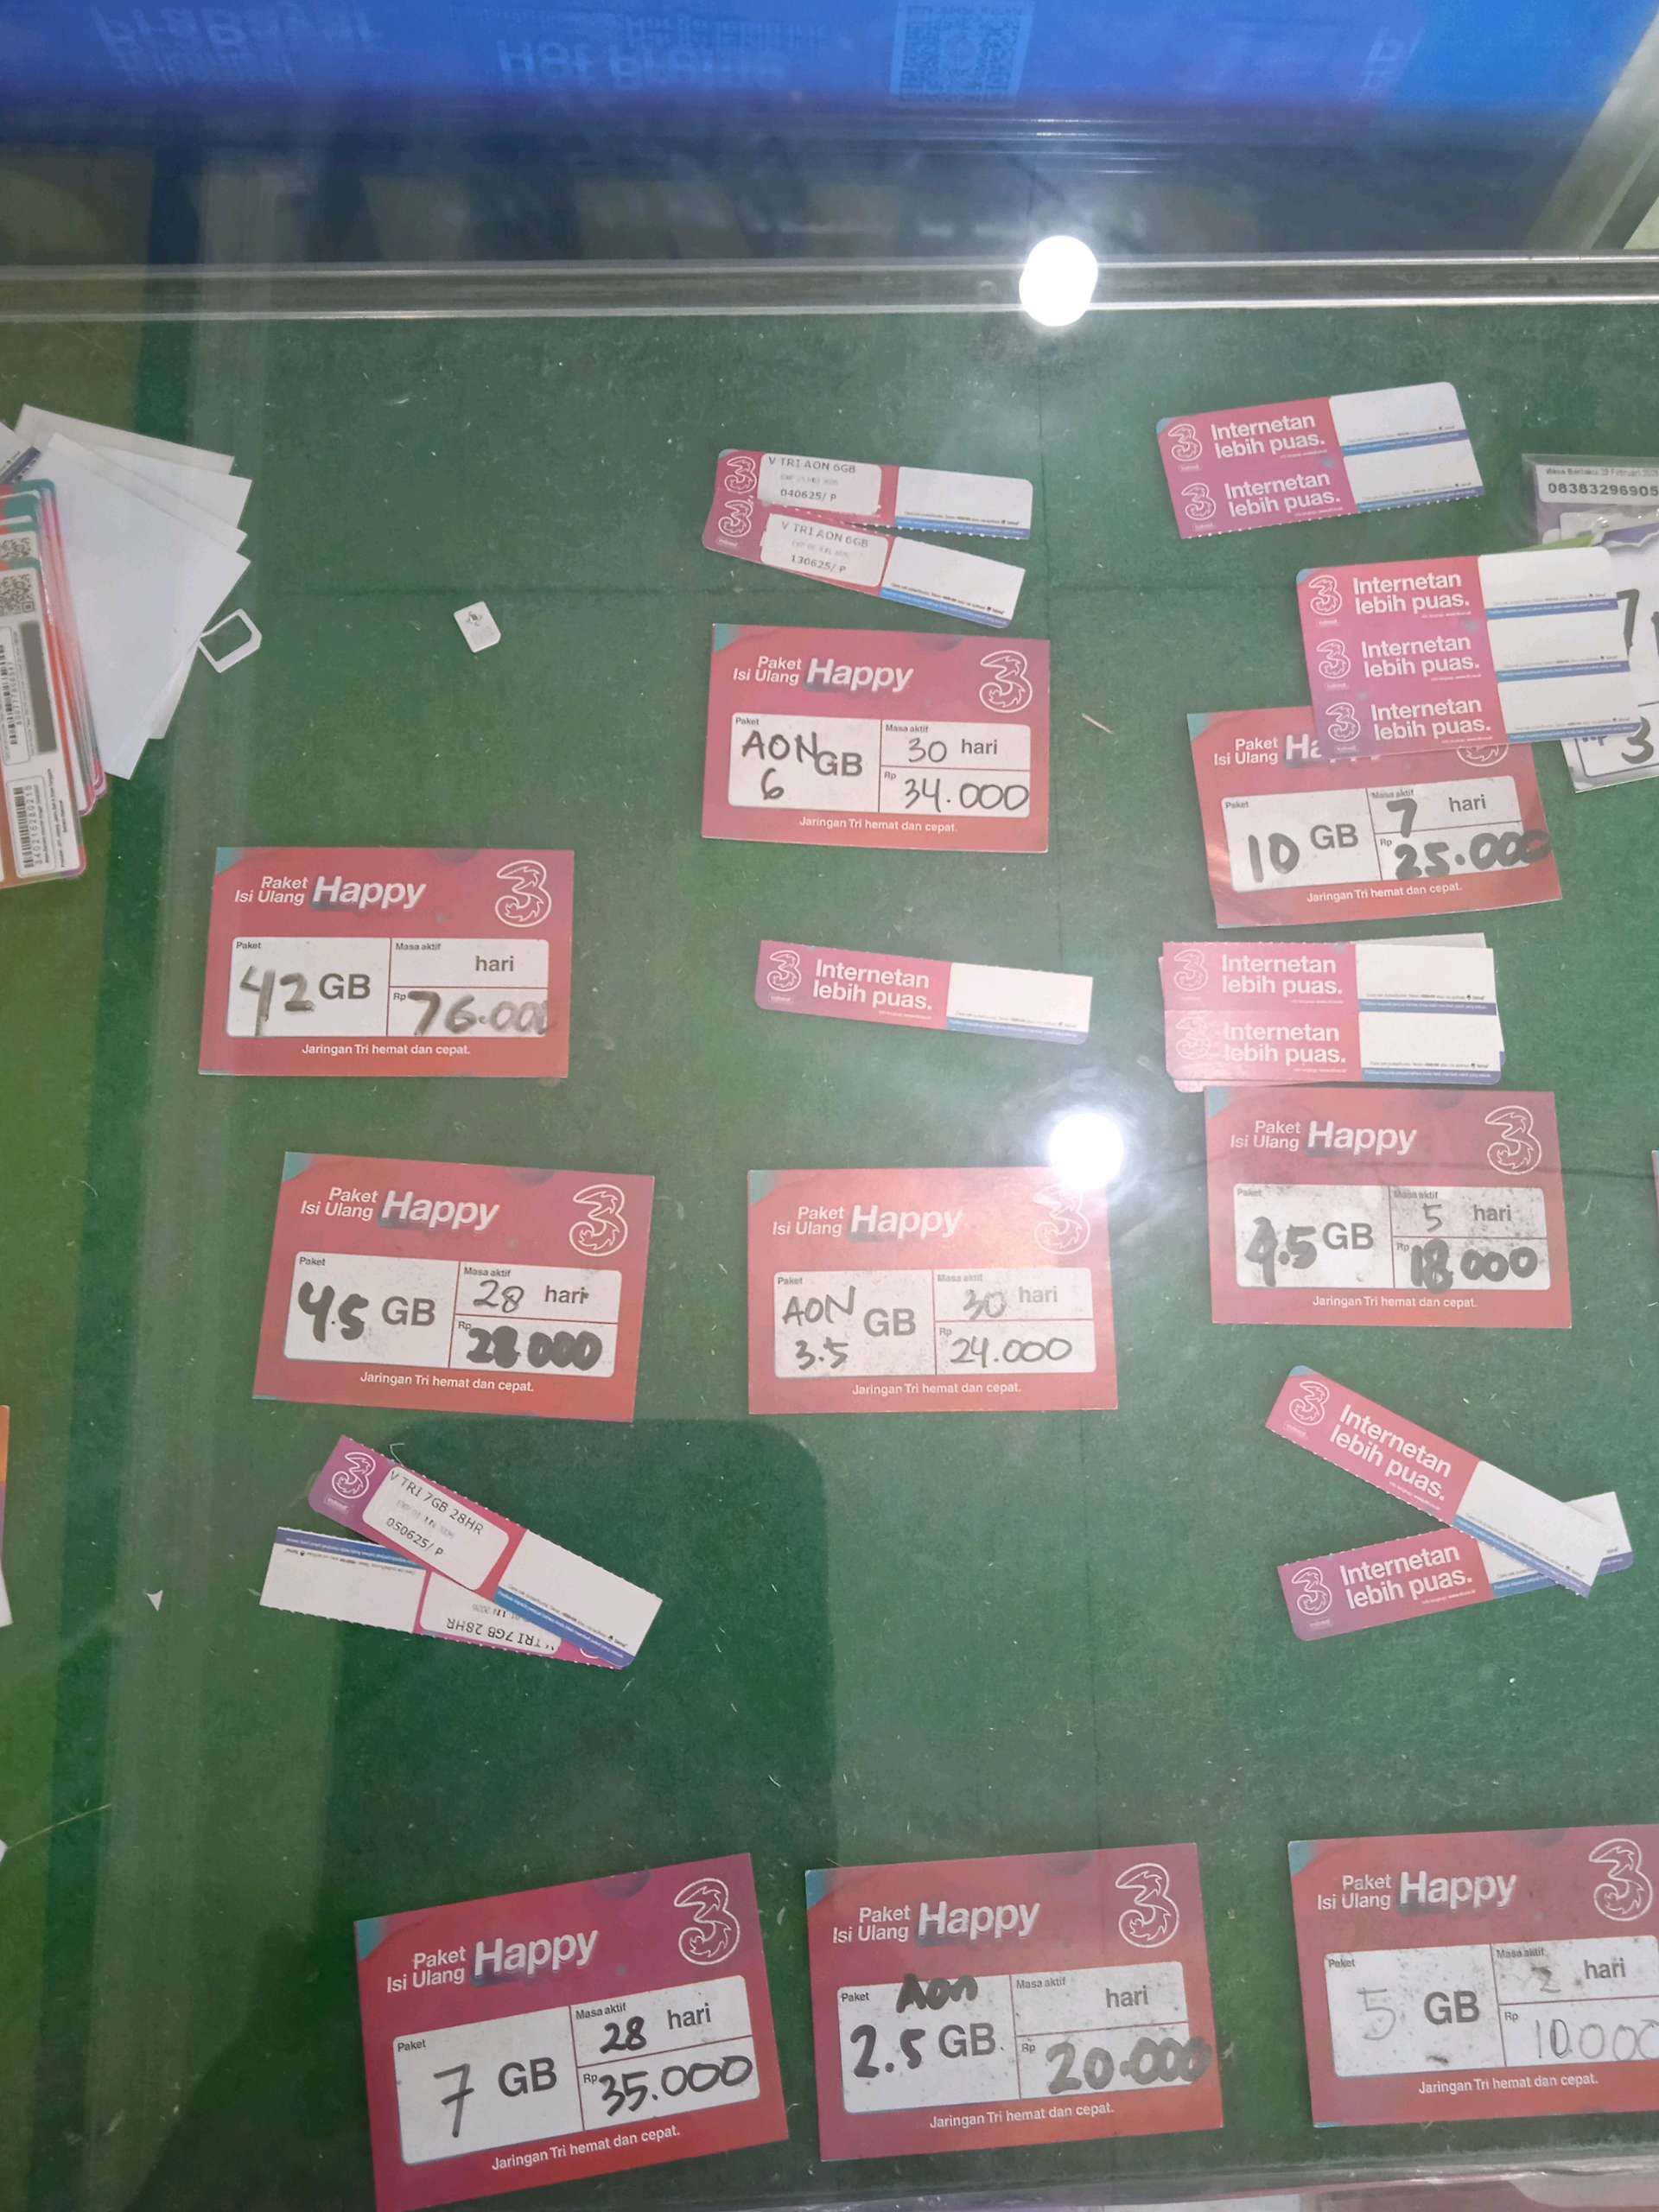 V TRI AON 6GB
040625/ P
V TRI AON 6GB
130625/ P
Internetan
lebih puas.
Internetan
lebih puas.
08383296905
Internetan
lebih puas.
Internetan
lebih puas.
Internetan
lebih puas.
Paket
Isi Ulang Happy
Paket
AON GB
6
Masa aktif
30 hari
Rp 34.000
Jaringan Tri hemat dan cepat.
Paket
Isi Ulang
Paket
10 GB
Masa aktif
7 hari
Rp 25.000
Jaringan Tri hemat dan cepat.
Paket
Isi Ulang Happy
Paket
42 GB
Masa aktif
hari
Rp 76.000
Jaringan Tri hemat dan cepat.
Internetan
lebih puas.
Internetan
lebih puas.
Internetan
lebih puas.
Paket
Isi Ulang Happy
Paket
4.5 GB
Masa aktif
28 hari
Rp 28.000
Jaringan Tri hemat dan cepat.
Paket
Isi Ulang Happy
Paket
AON GB
3.5
Masa aktif
30 hari
Rp 24.000
Jaringan Tri hemat dan cepat.
Paket
Isi Ulang Happy
Paket
4.5 GB
Masa aktif
5 hari
Rp 18.000
Jaringan Tri hemat dan cepat.
V TRI 7GB 28HR
050625/ P
TRI 7GB 28HR
Internetan
lebih puas.
Internetan
lebih puas.
Paket
Isi Ulang Happy
Paket
7 GB
Masa aktif
28 hari
Rp 35.000
Jaringan Tri hemat dan cepat.
Paket
Isi Ulang Happy
Paket
Aon
2.5 GB
Masa aktif
hari
Rp 20.000
Jaringan Tri hemat dan cepat.
Paket
Isi Ulang Happy
Paket
5 GB
Masa aktif
2 hari
Rp 10.000
Jaringan Tri hemat dan cepat.